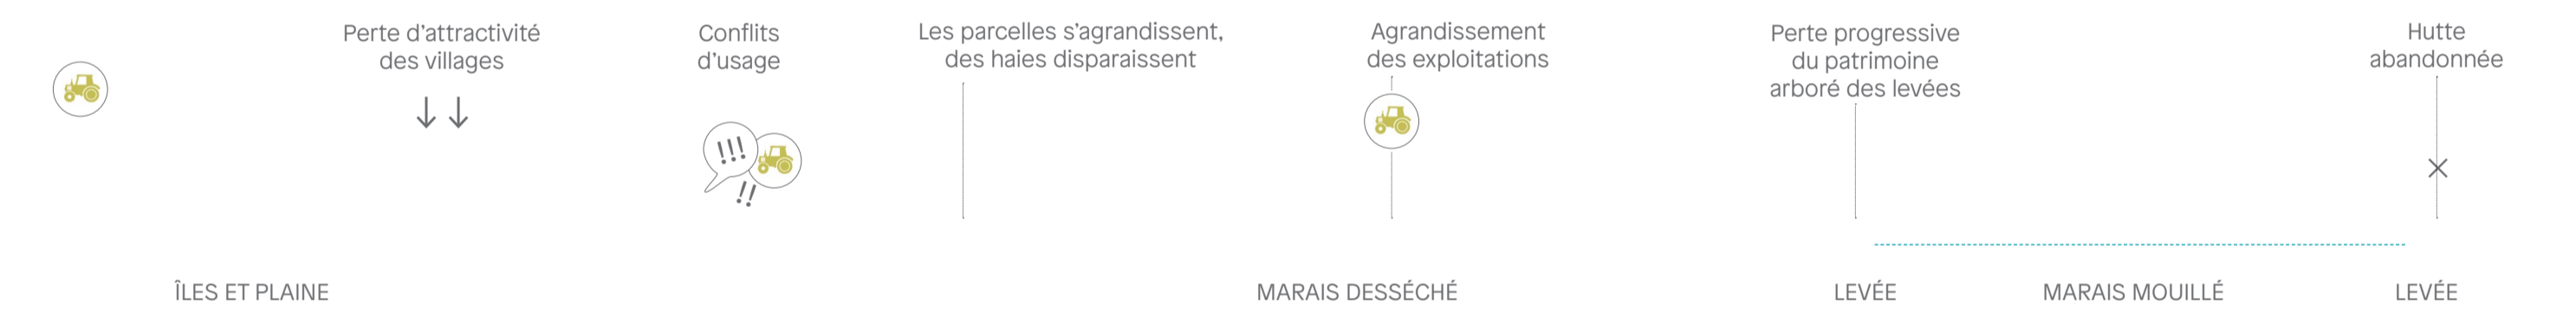 Perte d'attractivité
des villages
Conflits
d'usage
!!!
!!
Les parcelles s'agrandissent,
des haies disparaissent
Agrandissement
des exploitations
Perte progressive
du patrimoine
arboré des levées
Hutte
abandonnée
ÎLES ET PLAINE
MARAIS DESSÉCHÉ
LEVÉE
MARAIS MOUILLÉ
LEVÉE